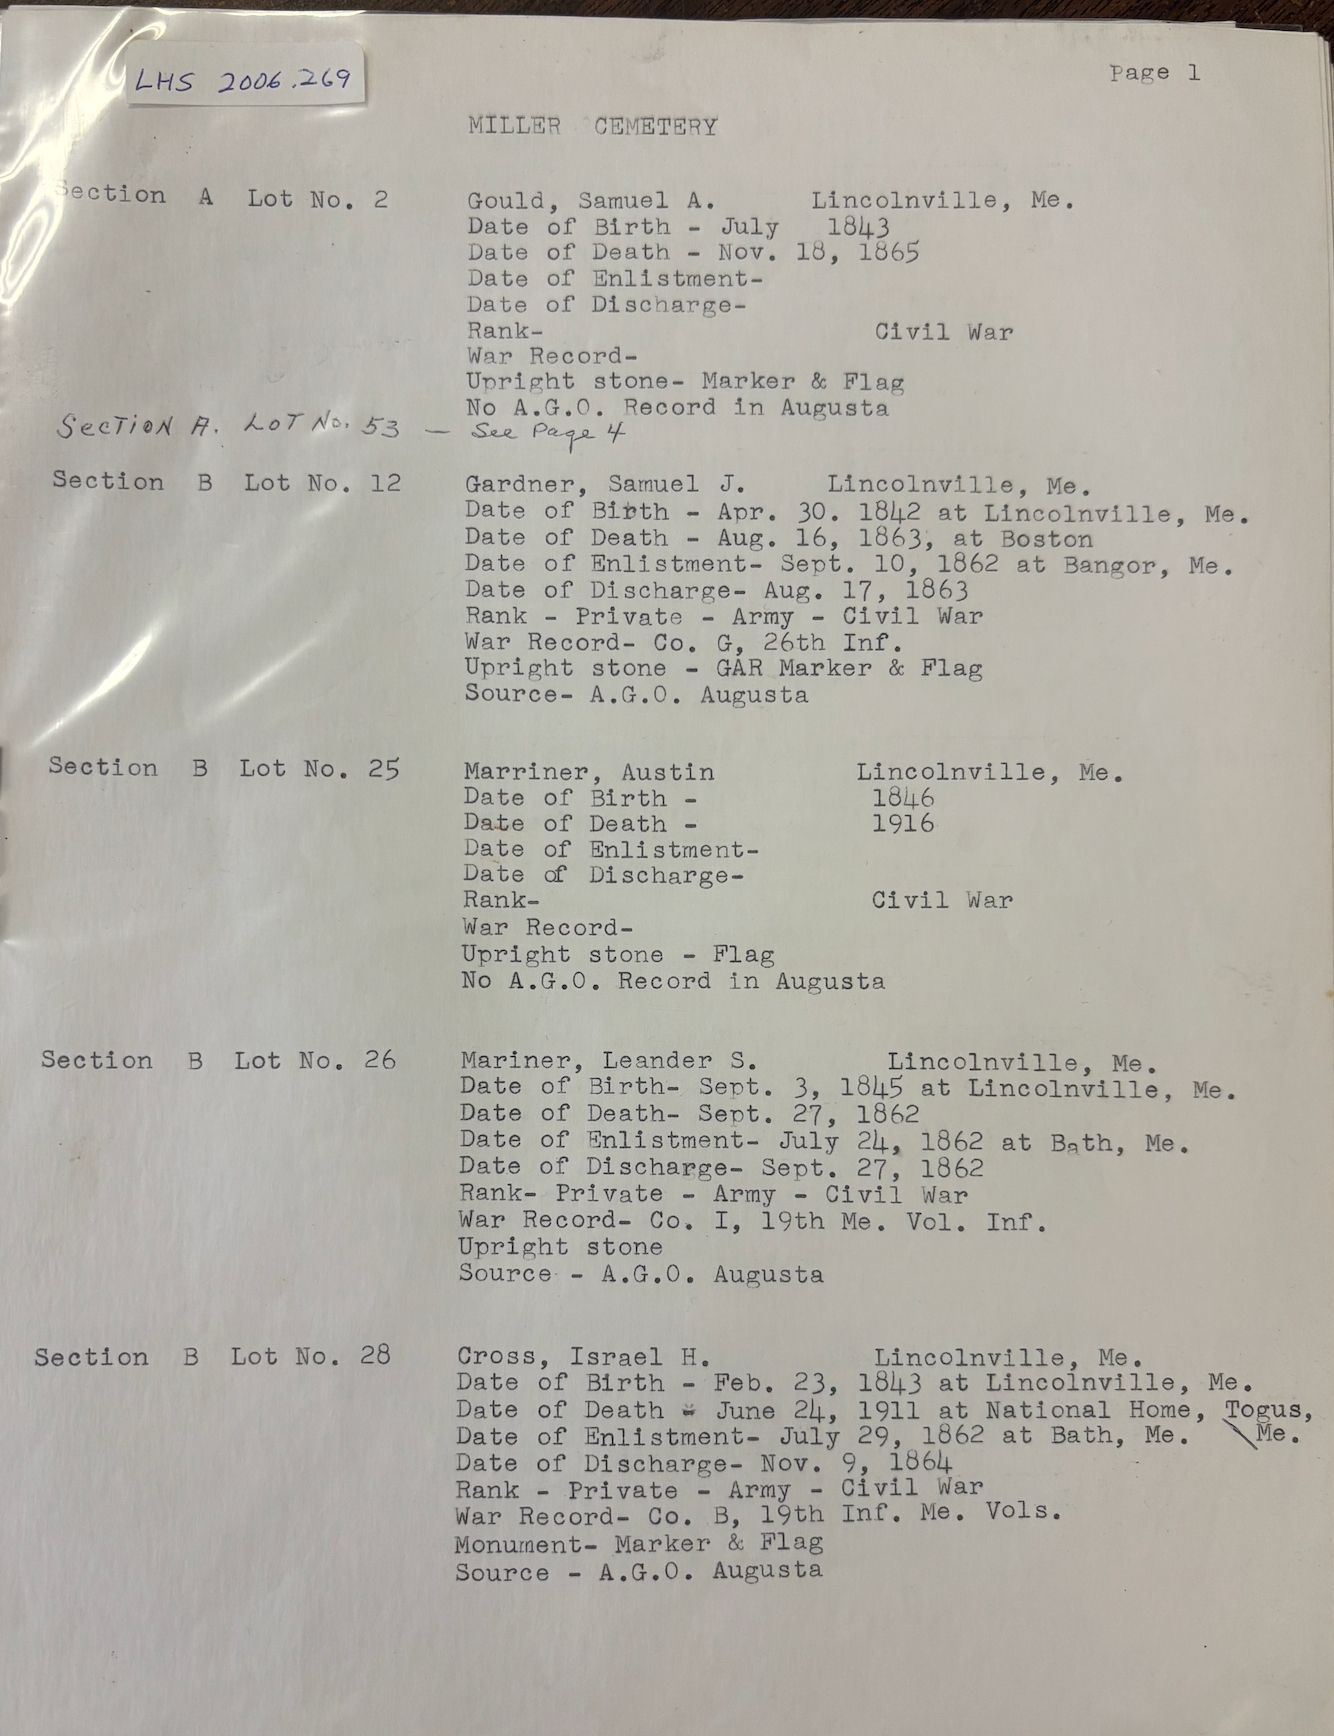 LHS 2006.269
Page 1
MILLER CEMETERY
Section A Lot No. 2 Gould, Samuel A. Lincolnville, Me.
Date of Birth - July 1843
Date of Death - Nov. 18, 1865
Date of Enlistment-
Date of Discharge-
Rank- Civil War
War Record-
Upright stone- Marker & Flag
No A.G.O. Record in Augusta
Section A. Lot No. 53 - See Page 4
Section B Lot No. 12 Gardner, Samuel J. Lincolnville, Me.
Date of Birth - Apr. 30. 1842 at Lincolnville, Me.
Date of Death - Aug. 16, 1863, at Boston
Date of Enlistment- Sept. 10, 1862 at Bangor, Me.
Date of Discharge- Aug. 17, 1863
Rank - Private - Army - Civil War
War Record- Co. G, 26th Inf.
Upright stone - GAR Marker & Flag
Source- A.G.O. Augusta
Section B Lot No. 25 Marriner, Austin Lincolnville, Me.
Date of Birth - 1846
Date of Death - 1916
Date of Enlistment-
Date of Discharge-
Rank- Civil War
War Record-
Upright stone - Flag
No A.G.O. Record in Augusta
Section B Lot No. 26 Mariner, Leander S. Lincolnville, Me.
Date of Birth- Sept. 3, 1845 at Lincolnville, Me.
Date of Death- Sept. 27, 1862
Date of Enlistment- July 24, 1862 at Bath, Me.
Date of Discharge- Sept. 27, 1862
Rank- Private - Army - Civil War
War Record- Co. I, 19th Me. Vol. Inf.
Upright stone
Source - A.G.O. Augusta
Section B Lot No. 28 Cross, Israel H. Lincolnville, Me.
Date of Birth - Feb. 23, 1843 at Lincolnville, Me.
Date of Death - June 24, 1911 at National Home, Togus,
Date of Enlistment- July 29, 1862 at Bath, Me. \Me.
Date of Discharge- Nov. 9, 1864
Rank - Private - Army - Civil War
War Record- Co. B, 19th Inf. Me. Vols.
Monument- Marker & Flag
Source - A.G.O. Augusta